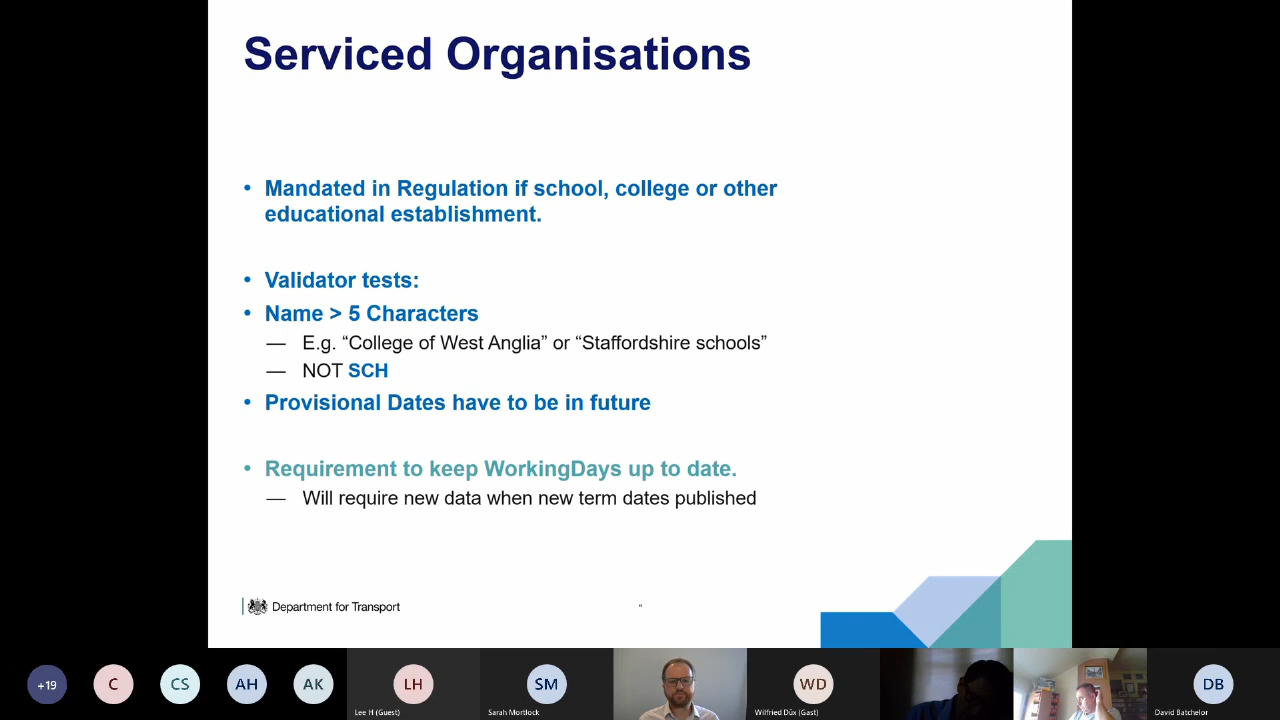 Serviced Organisations
• Mandated in Regulation if school, college or other
educational establishment.
• Validator tests:
• Name > 5 Characters
— E.g. “College of West Anglia” or “Staffordshire schools”
— NOT SCH
• Provisional Dates have to be in future
• Requirement to keep WorkingDays up to date.
— Will require new data when new term dates published
Department for Transport
+19
C
CS
AH
AK
LH
Lee H (Guest)
SM
Sarah Mortlock
WD
Wilfried Düx (Gast)
DB
David Batchelor